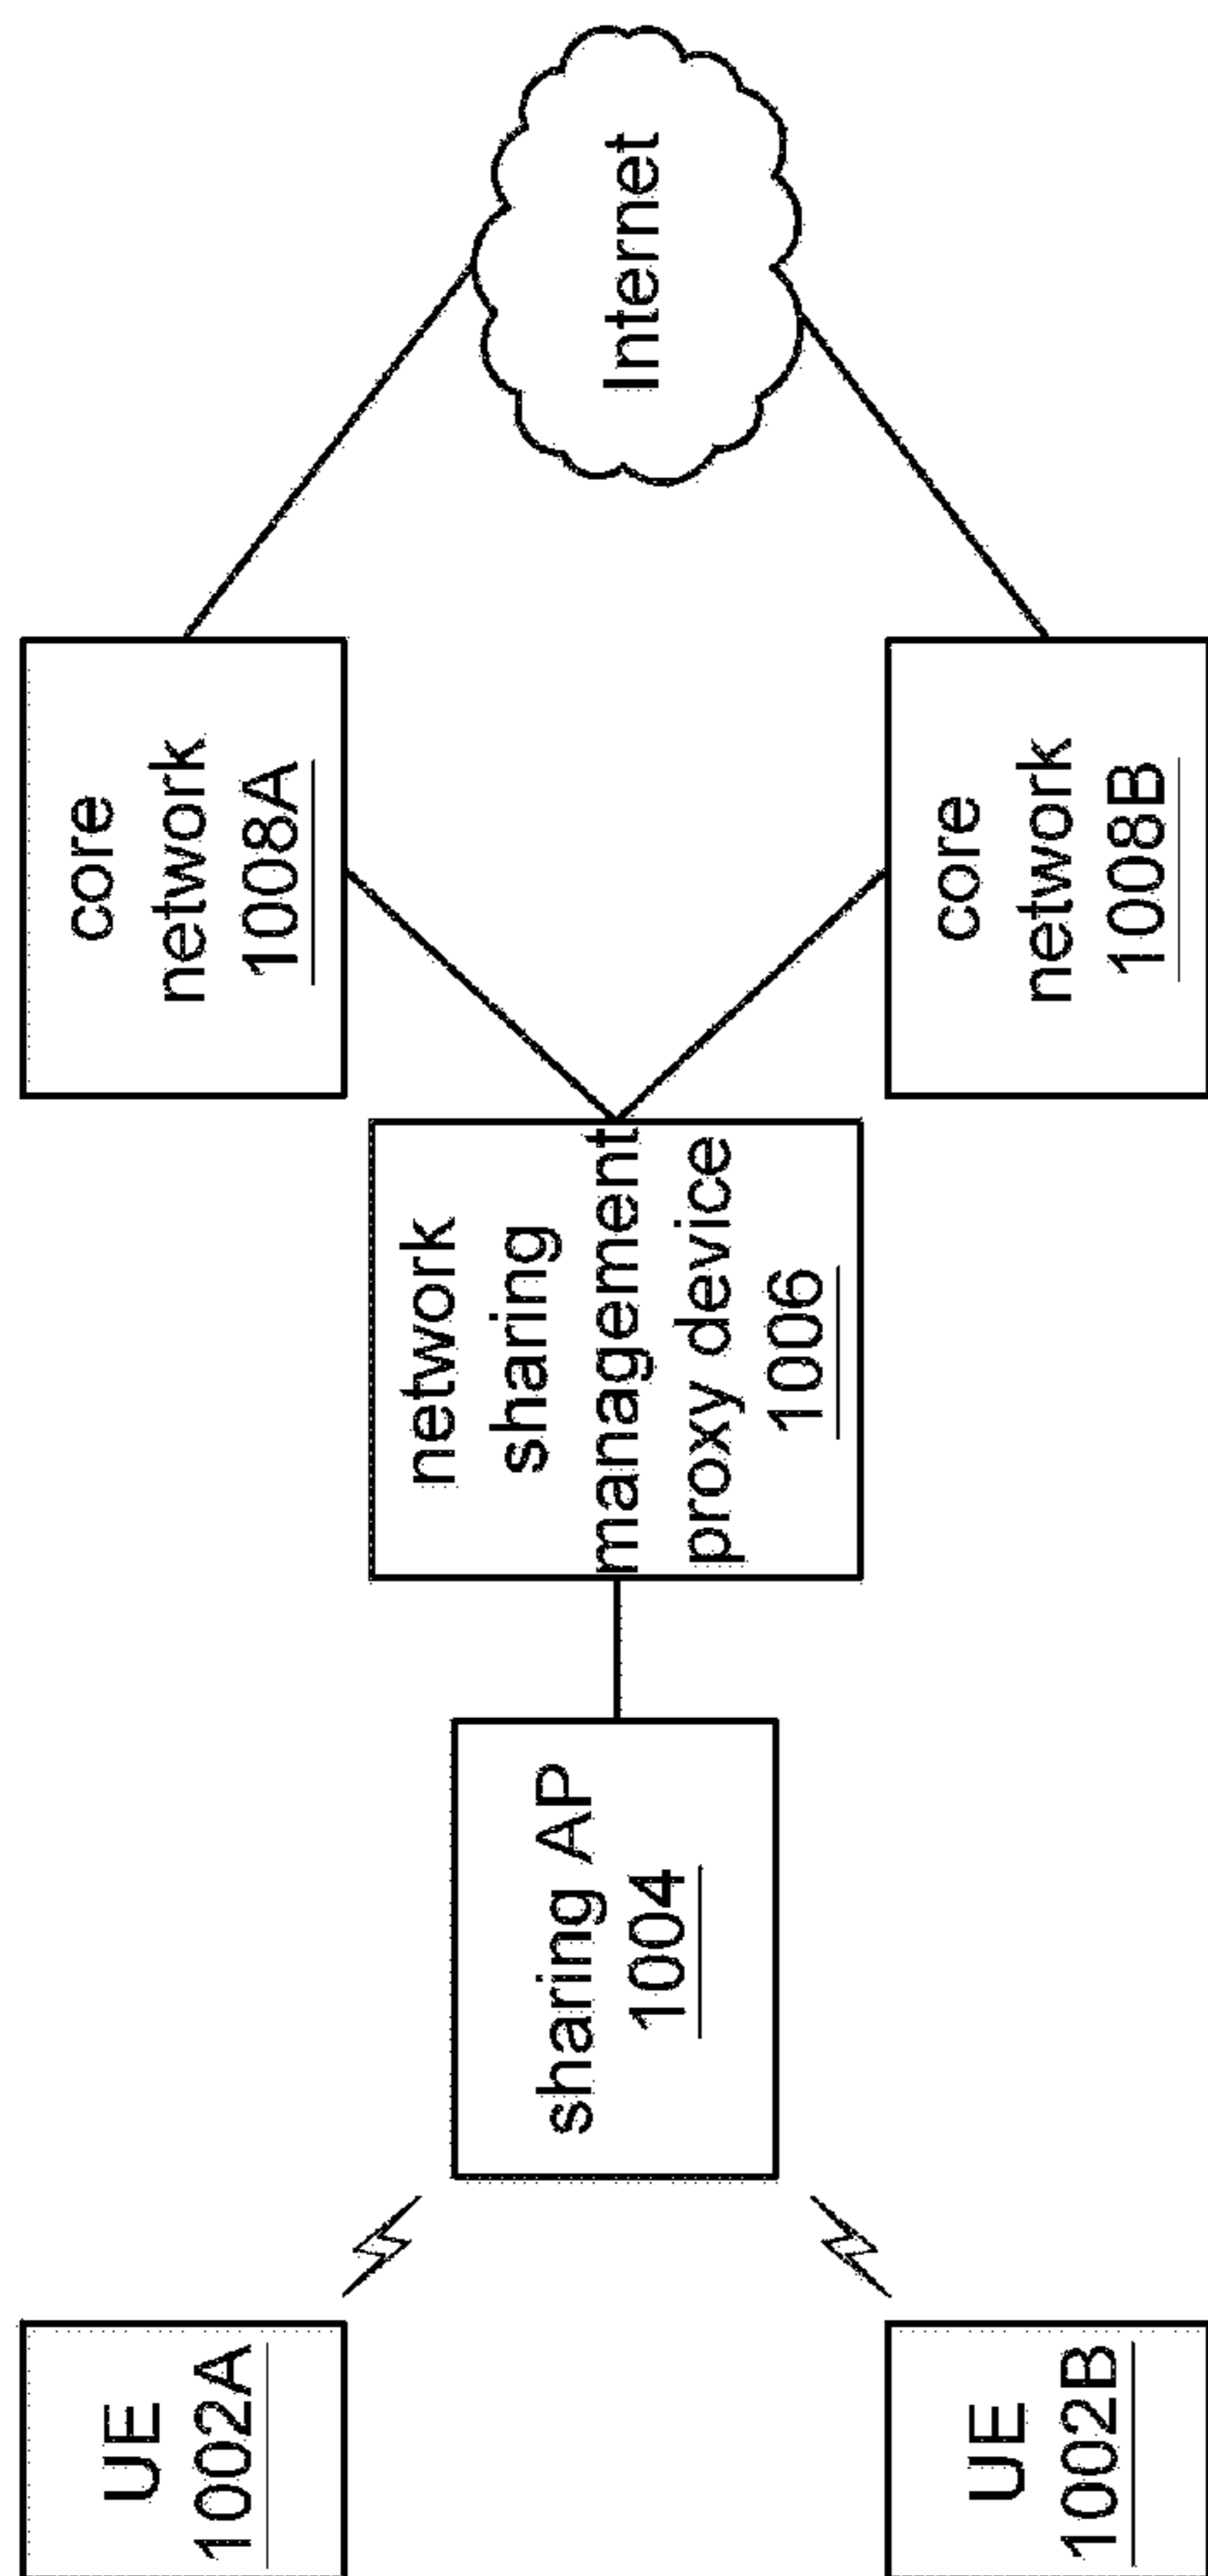 UE
1002A
UE
1002B
sharing AP
1004
network
sharing
management
proxy device
1006
core
network
1008A
core
network
1008B
Internet